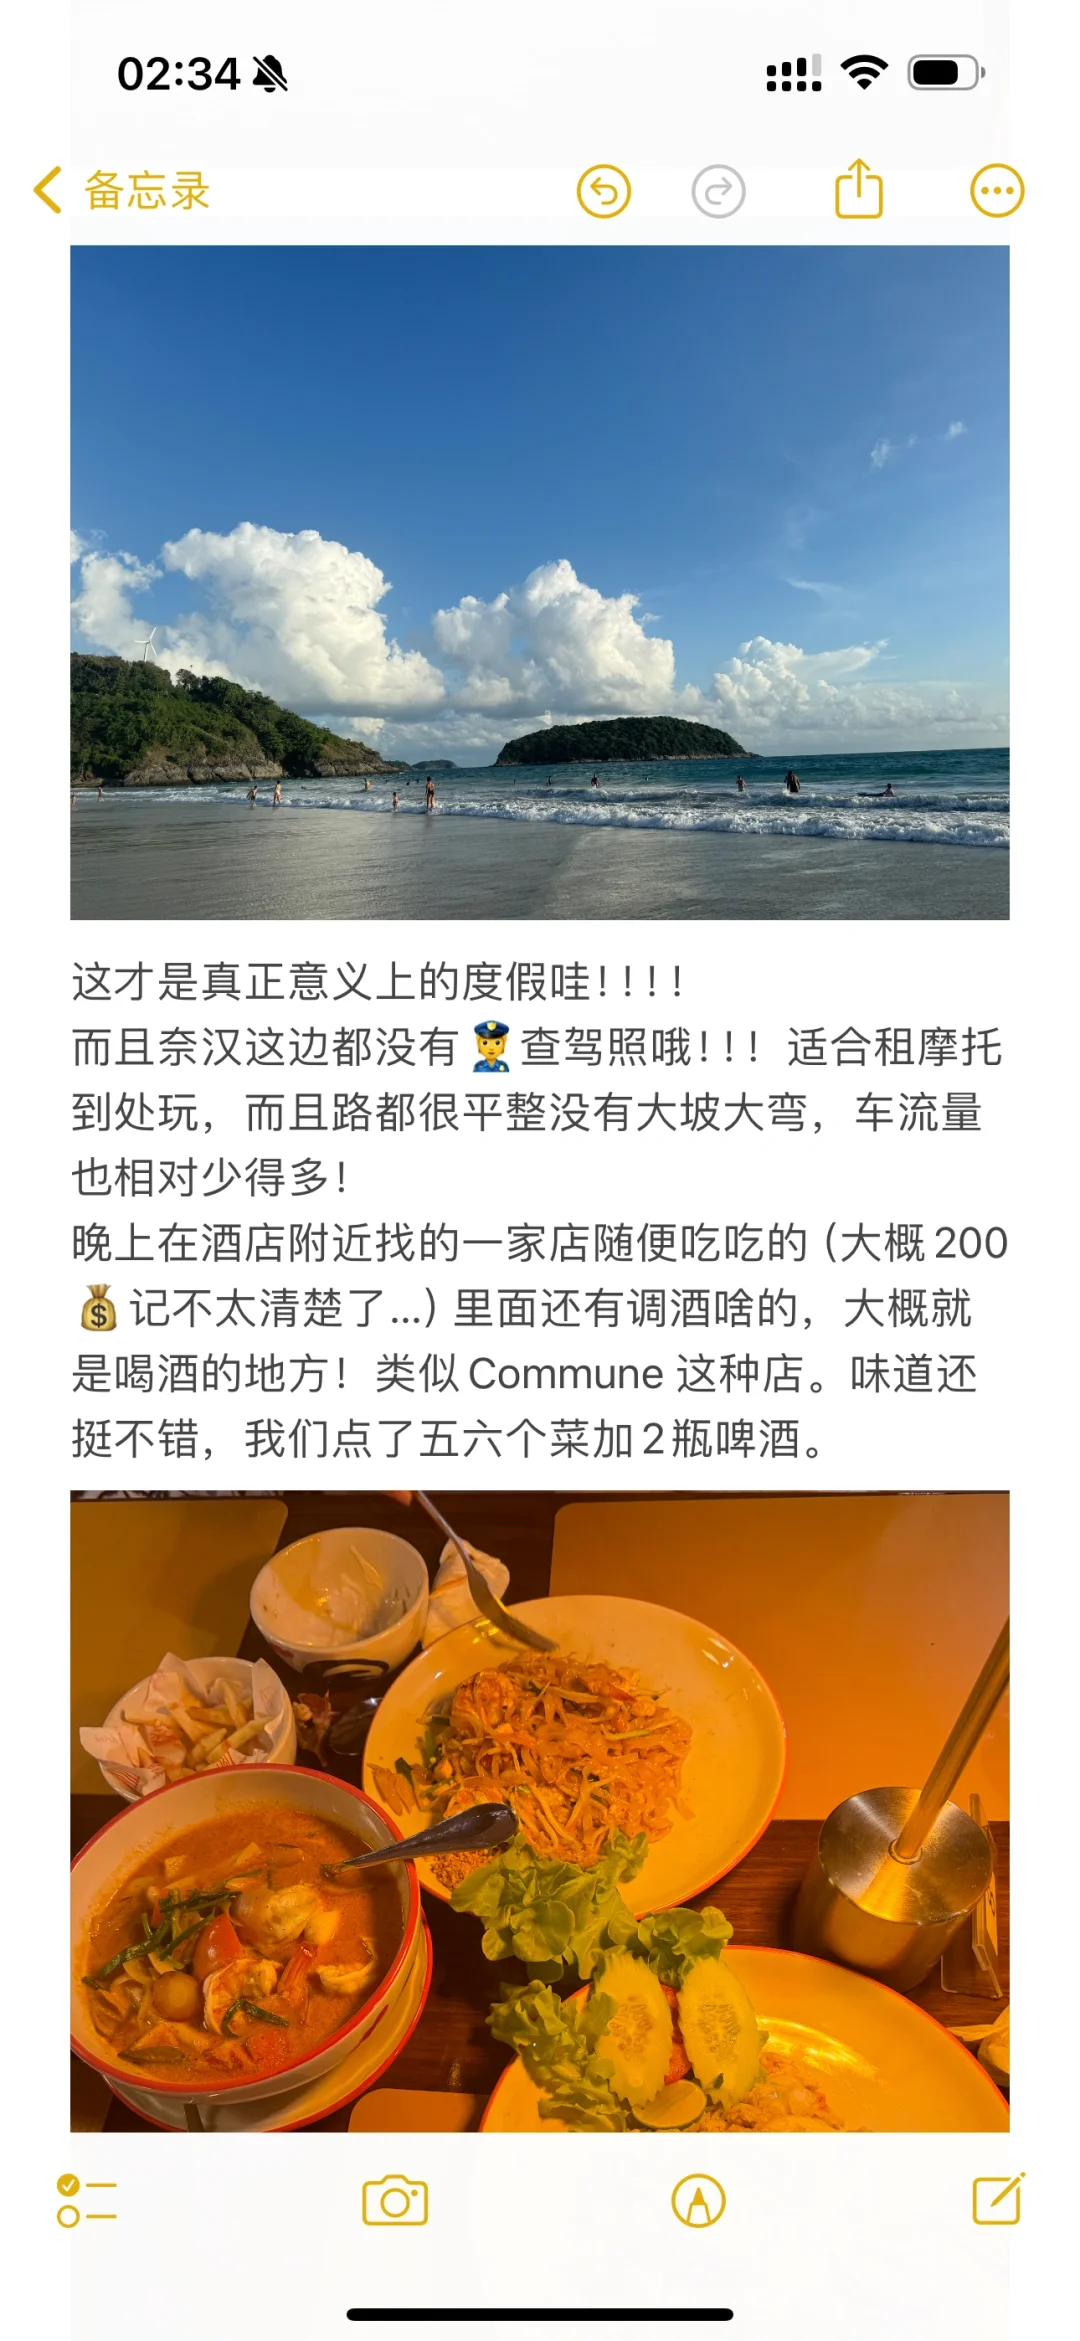 02:34
备忘录
这才是真正意义上的度假哇！！！！
而且奈汉这边都没有👮查驾照哦！！！适合租摩托
到处玩，而且路都很平整没有大坡大弯，车流量
也相对少得多！
晚上在酒店附近找的一家店随便吃吃的（大概200
💰记不太清楚了...）里面还有调酒啥的，大概就
是喝酒的地方！类似Commune 这种店。味道还
挺不错，我们点了五六个菜加2瓶啤酒。